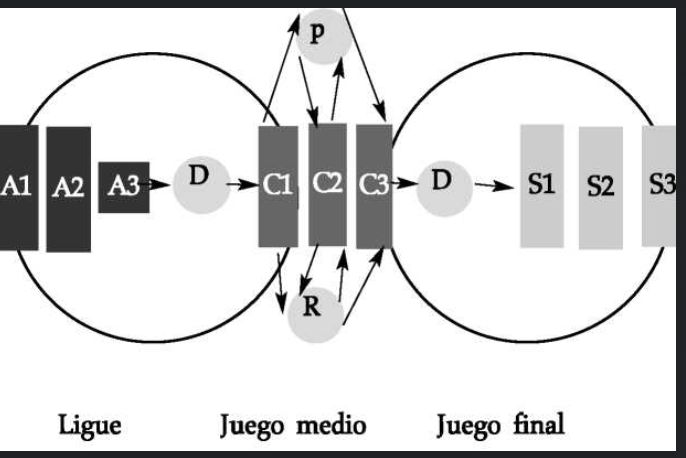 p
A1 A2 A3 D C1 C2 C3 D S1 S2 S3
R
Ligue Juego medio Juego final